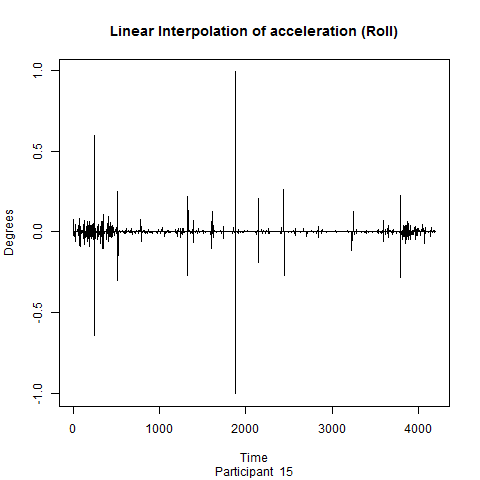 Linear Interpolation of acceleration (Roll)
1.0
0.5
0.0
-0.5
-1.0
Degrees
0 1000 2000 3000 4000
Time
Participant 15